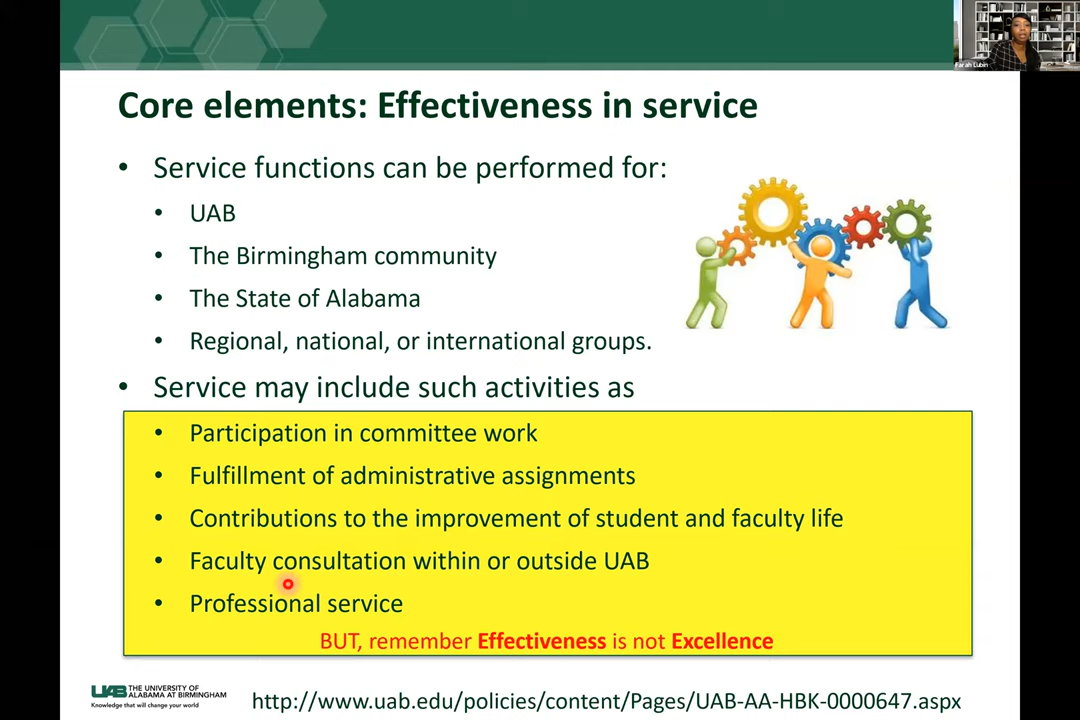 Farah Lubin
Core elements: Effectiveness in service
• Service functions can be performed for:
• UAB
• The Birmingham community
• The State of Alabama
• Regional, national, or international groups.
• Service may include such activities as
• Participation in committee work
• Fulfillment of administrative assignments
• Contributions to the improvement of student and faculty life
• Faculty consultation within or outside UAB
• Professional service
BUT, remember Effectiveness is not Excellence
UAB THE UNIVERSITY OF
ALABAMA AT BIRMINGHAM
Knowledge that will change your world
http://www.uab.edu/policies/content/Pages/UAB-AA-HBK-0000647.aspx